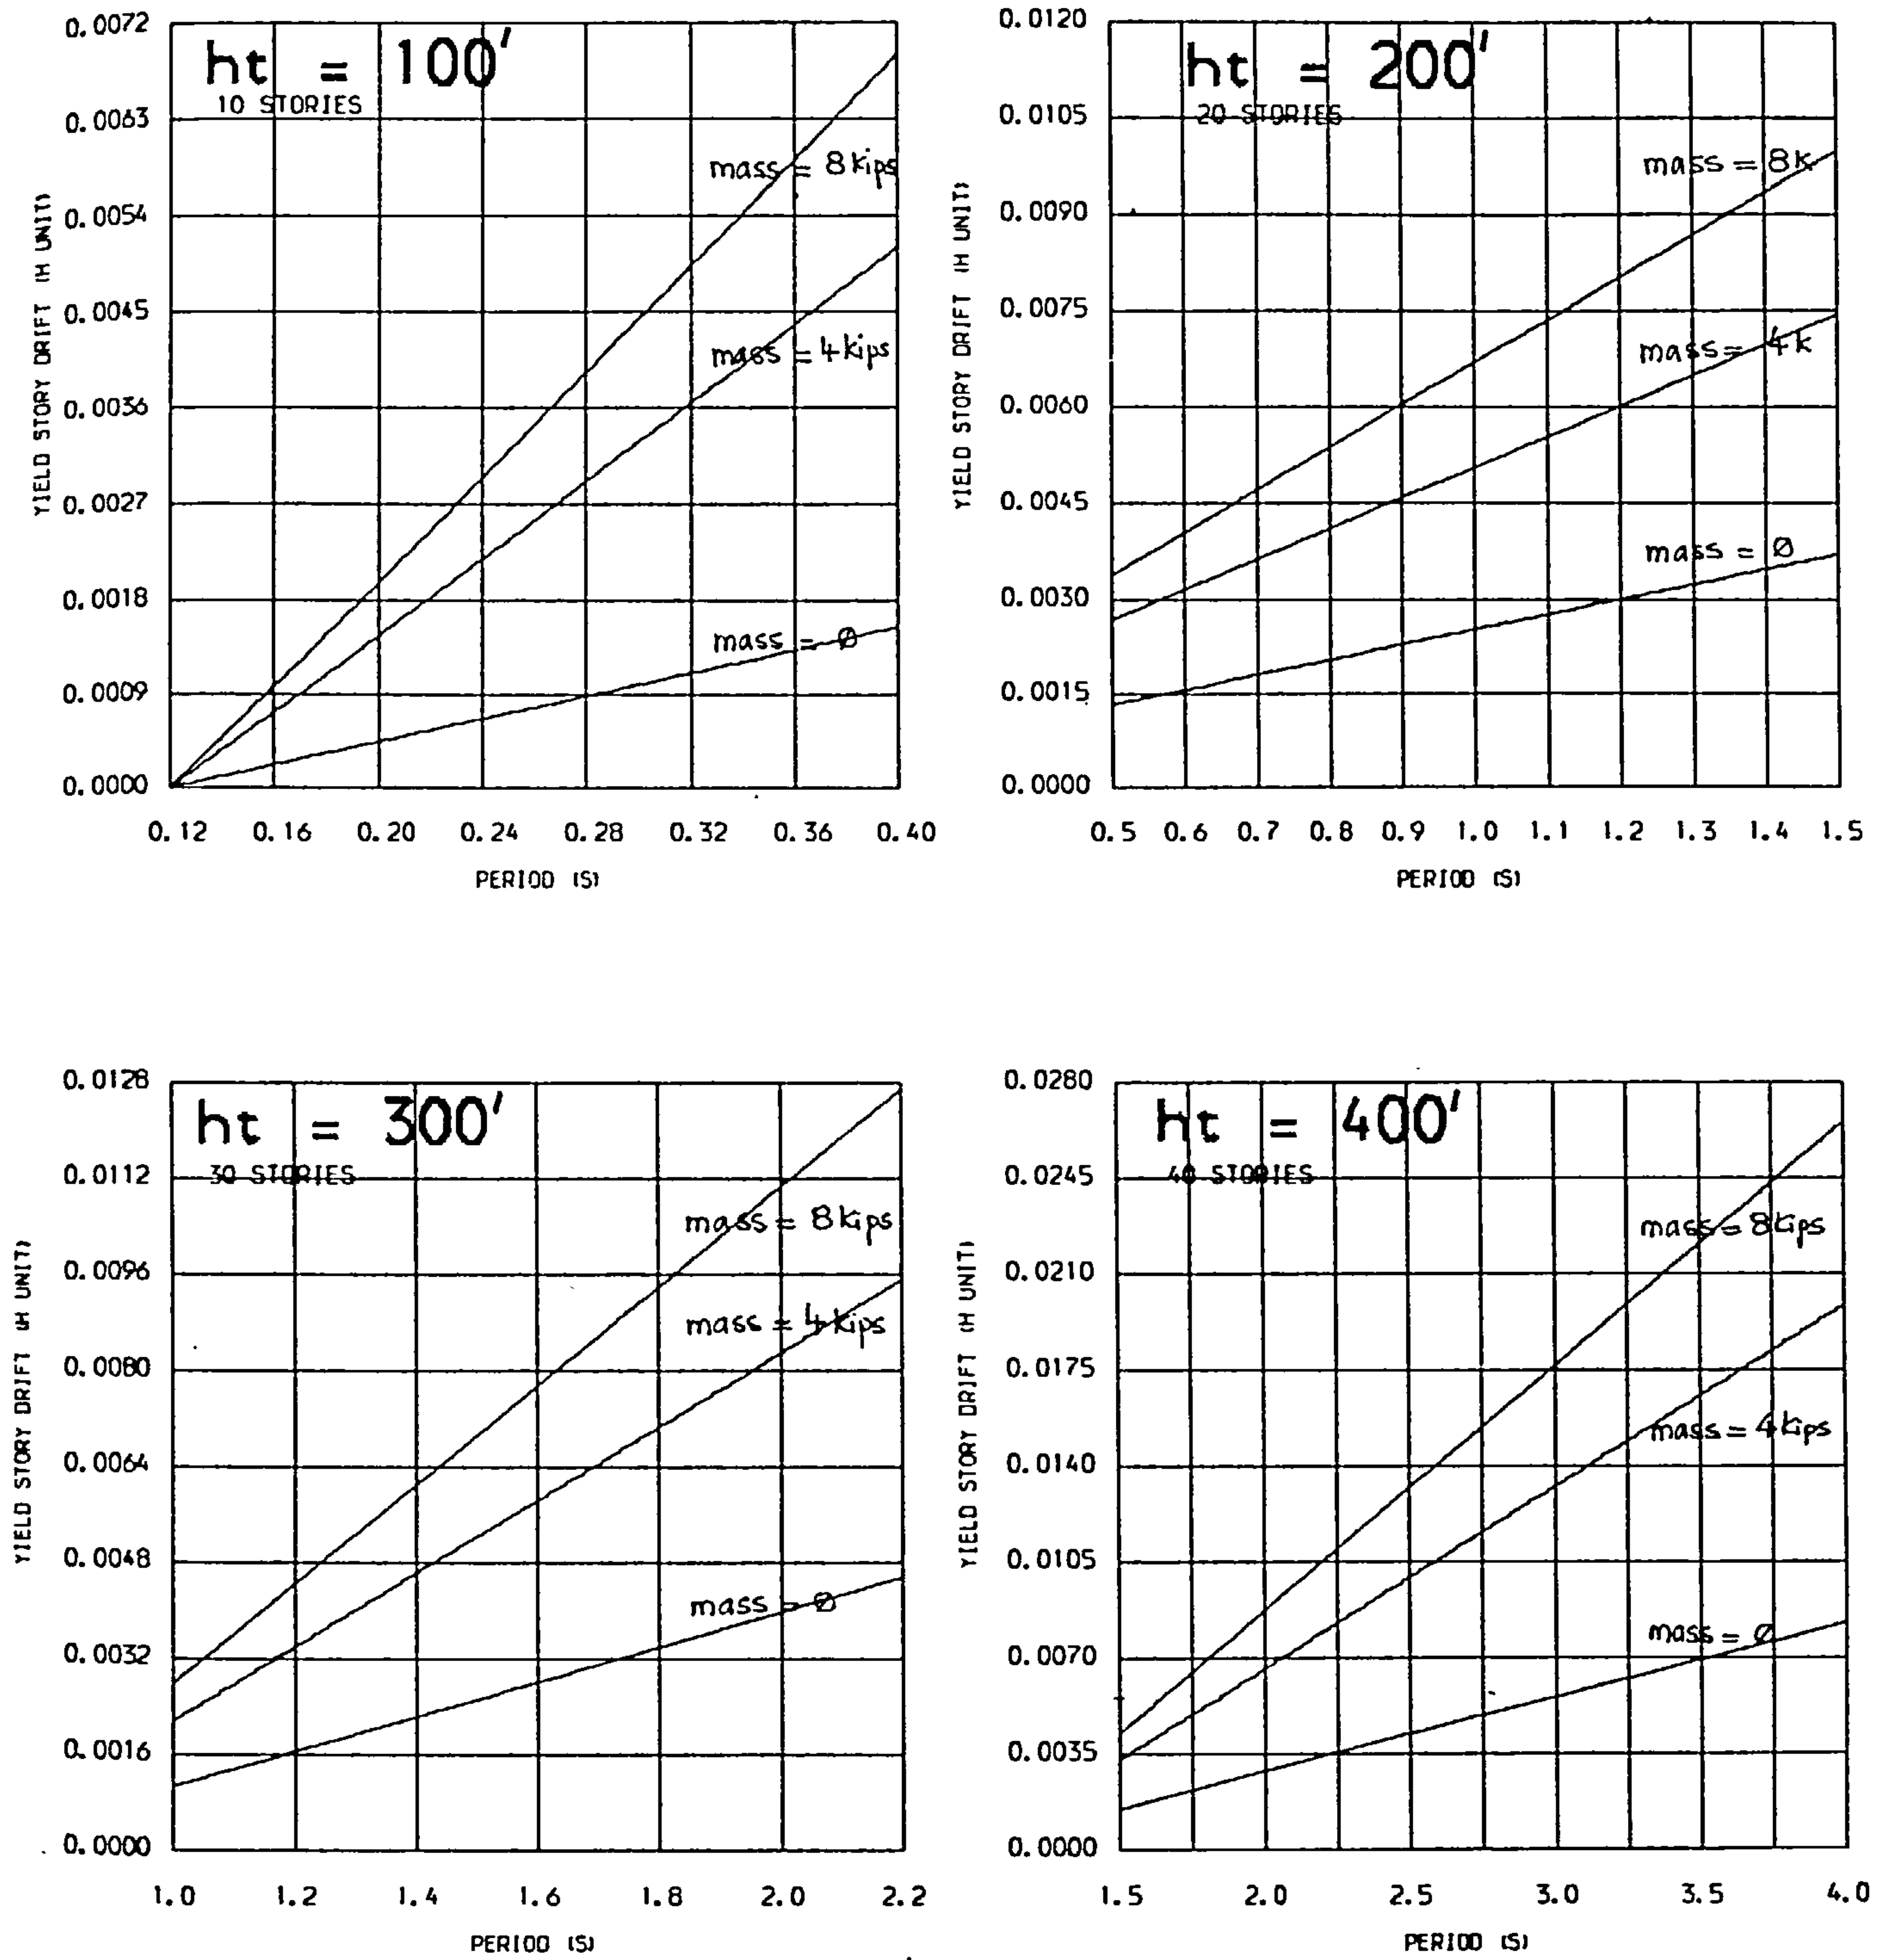 ht = 100'
10 STORIES
mass = 8 kips
mass = 4 kips
mass = Ø
YIELD STORY DRIFT (H UNIT)
0.0072
0.0063
0.0054
0.0045
0.0036
0.0027
0.0018
0.0009
0.0000
0.12 0.16 0.20 0.24 0.28 0.32 0.36 0.40
PERIOD (S)
ht = 200'
20 STORIES
mass = 8k
mass = 4k
mass = Ø
YIELD STORY DRIFT (H UNIT)
0.0120
0.0105
0.0090
0.0075
0.0060
0.0045
0.0030
0.0015
0.0000
0.5 0.6 0.7 0.8 0.9 1.0 1.1 1.2 1.3 1.4 1.5
PERIOD (S)
ht = 300'
30 STORIES
mass = 8 kips
mass = 4 kips
mass = Ø
YIELD STORY DRIFT (H UNIT)
0.0128
0.0112
0.0096
0.0080
0.0064
0.0048
0.0032
0.0016
0.0000
1.0 1.2 1.4 1.6 1.8 2.0 2.2
PERIOD (S)
ht = 400'
40 STORIES
mass = 8 kips
mass = 4 kips
mass = Ø
YIELD STORY DRIFT (H UNIT)
0.0280
0.0245
0.0210
0.0175
0.0140
0.0105
0.0070
0.0035
0.0000
1.5 2.0 2.5 3.0 3.5 4.0
PERIOD (S)